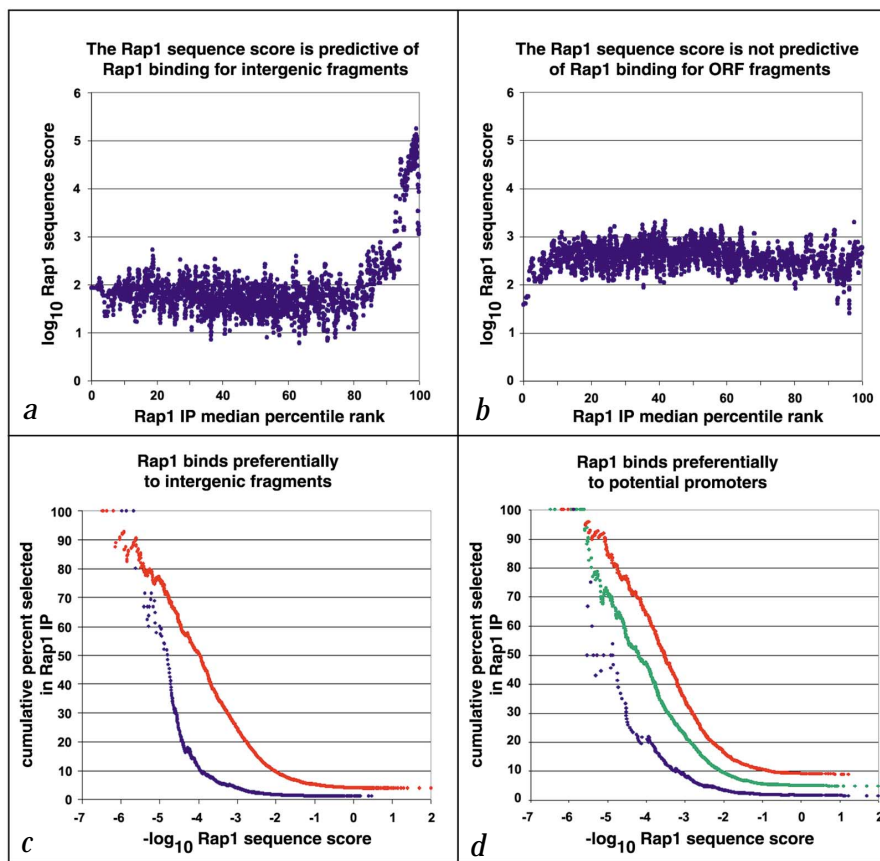 The Rap1 sequence score is predictive of
Rap1 binding for intergenic fragments
log10 Rap1 sequence score
6
5
4
3
2
1
0
0 20 40 60 80 100
Rap1 IP median percentile rank
a
The Rap1 sequence score is not predictive
of Rap1 binding for ORF fragments
log10 Rap1 sequence score
6
5
4
3
2
1
0
0 20 40 60 80 100
Rap1 IP median percentile rank
b
Rap1 binds preferentially
to intergenic fragments
cumulative percent selected
in Rap1 IP
100
90
80
70
60
50
40
30
20
10
0
-7 -6 -5 -4 -3 -2 -1 0 1 2
-log10 Rap1 sequence score
c
Rap1 binds preferentially
to potential promoters
cumulative percent selected
in Rap1 IP
100
90
80
70
60
50
40
30
20
10
0
-7 -6 -5 -4 -3 -2 -1 0 1 2
-log10 Rap1 sequence score
d